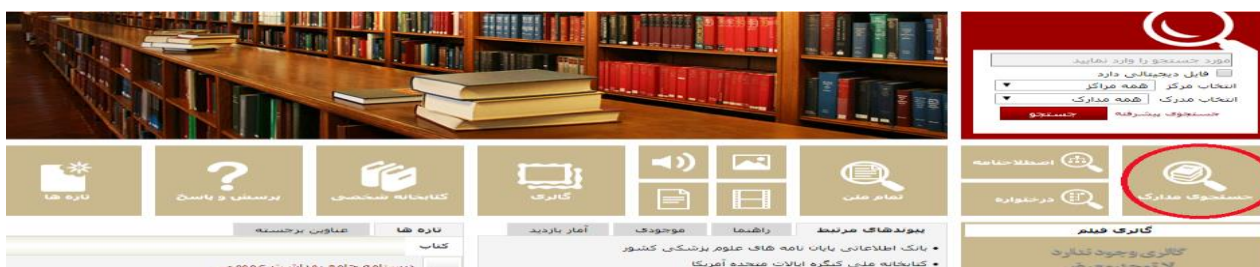 مورد جستجو را وارد نمایید
فایل دیجیتالی دارد
انتخاب مرکز همه مراکز
انتخاب مدرک همه مدارک
جستجوی پیشرفته جستجو
جستجوی مدارک
اصطلاحنامه
درختواره
تمام متن
گالری
کتابخانه شخصی
پرسش و پاسخ
تازه ها
گالری فیلم
گالری وجود ندارد
پیوندهای مرتبط راهنما موجودی آمار بازدید
بانک اطلاعاتی پایان نامه های علوم پزشکی کشور
کتابخانه ملی کنگره ایالات متحده آمریکا
تازه ها عناوین برجسته
کتاب